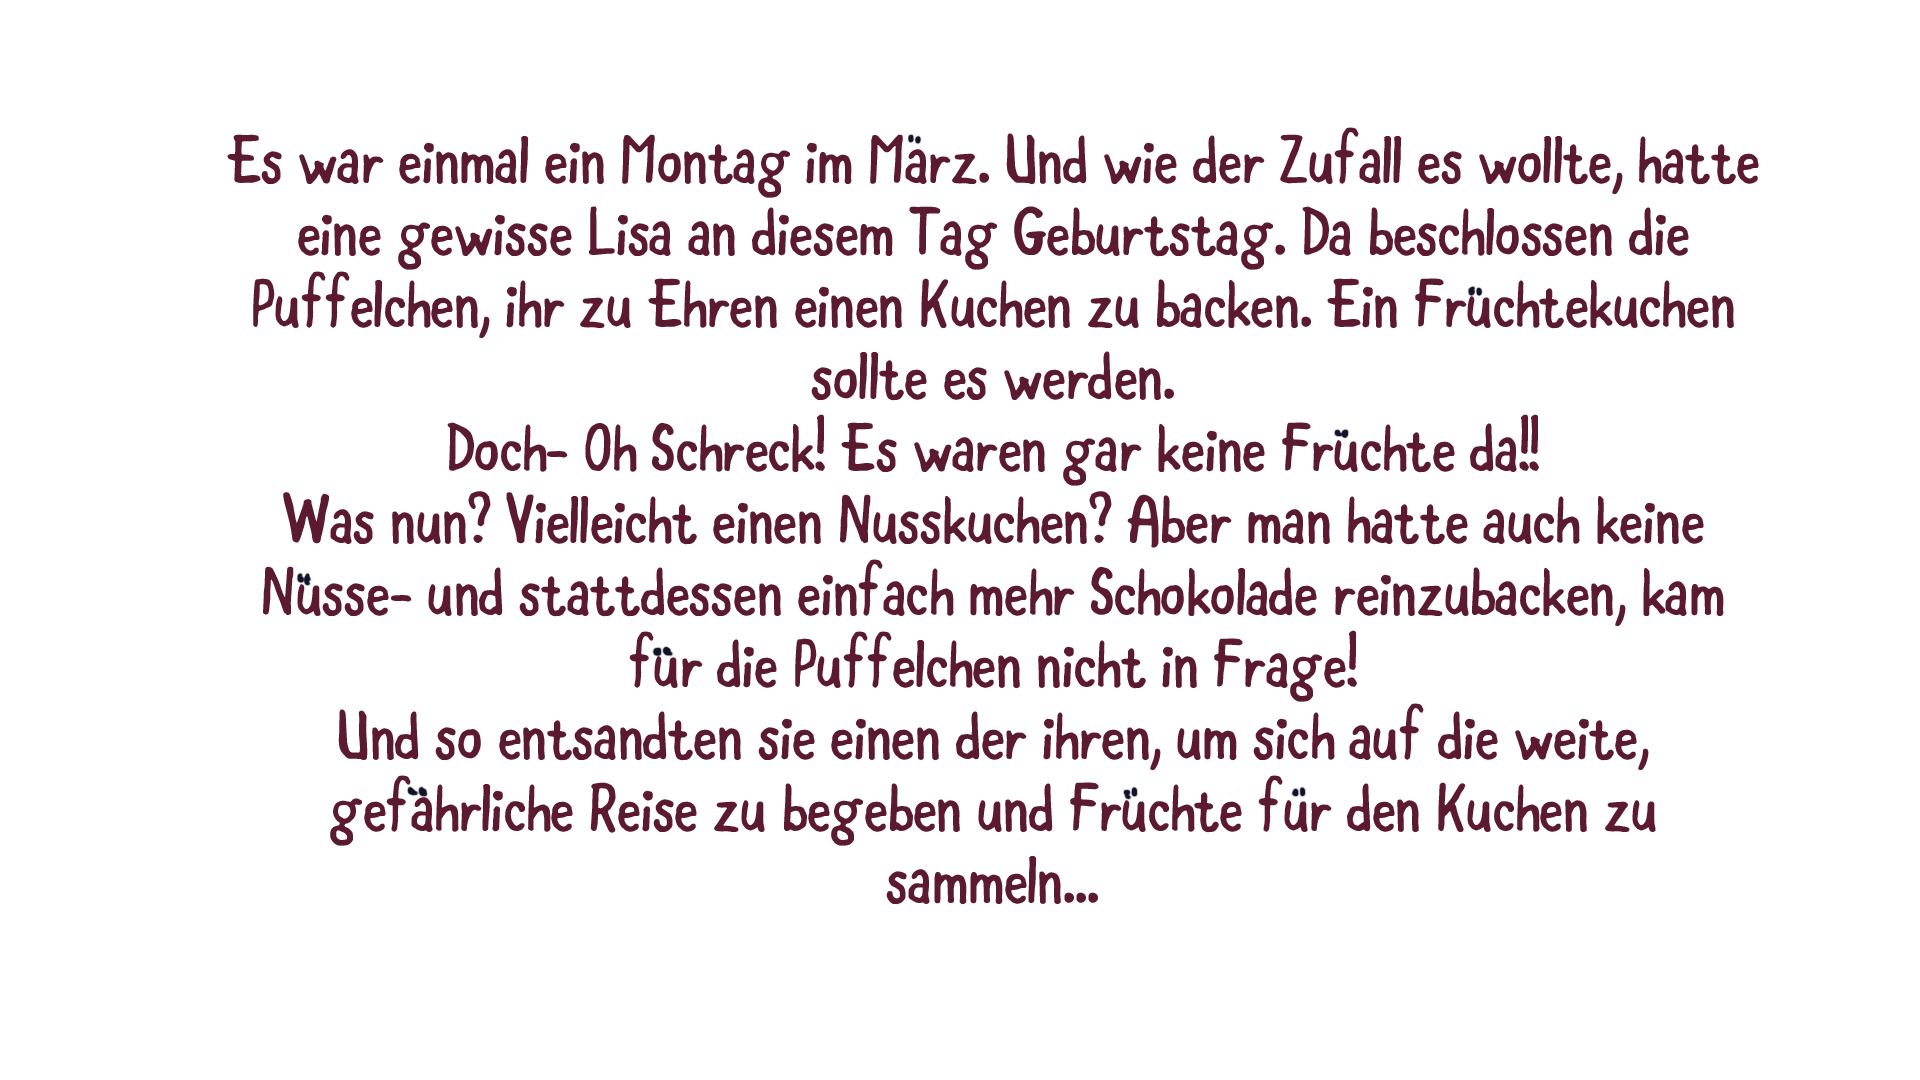 Es war einmal ein Montag im März. Und wie der Zufall es wollte, hatte
eine gewisse Lisa an diesem Tag Geburtstag. Da beschlossen die
Puffelchen, ihr zu Ehren einen Kuchen zu backen. Ein Früchtekuchen
sollte es werden.
Doch- Oh Schreck! Es waren gar keine Früchte da!!
Was nun? Vielleicht einen Nusskuchen? Aber man hatte auch keine
Nüsse- und stattdessen einfach mehr Schokolade reinzubacken, kam
für die Puffelchen nicht in Frage!
Und so entsandten sie einen der ihren, um sich auf die weite,
gefährliche Reise zu begeben und Früchte für den Kuchen zu
sammeln...